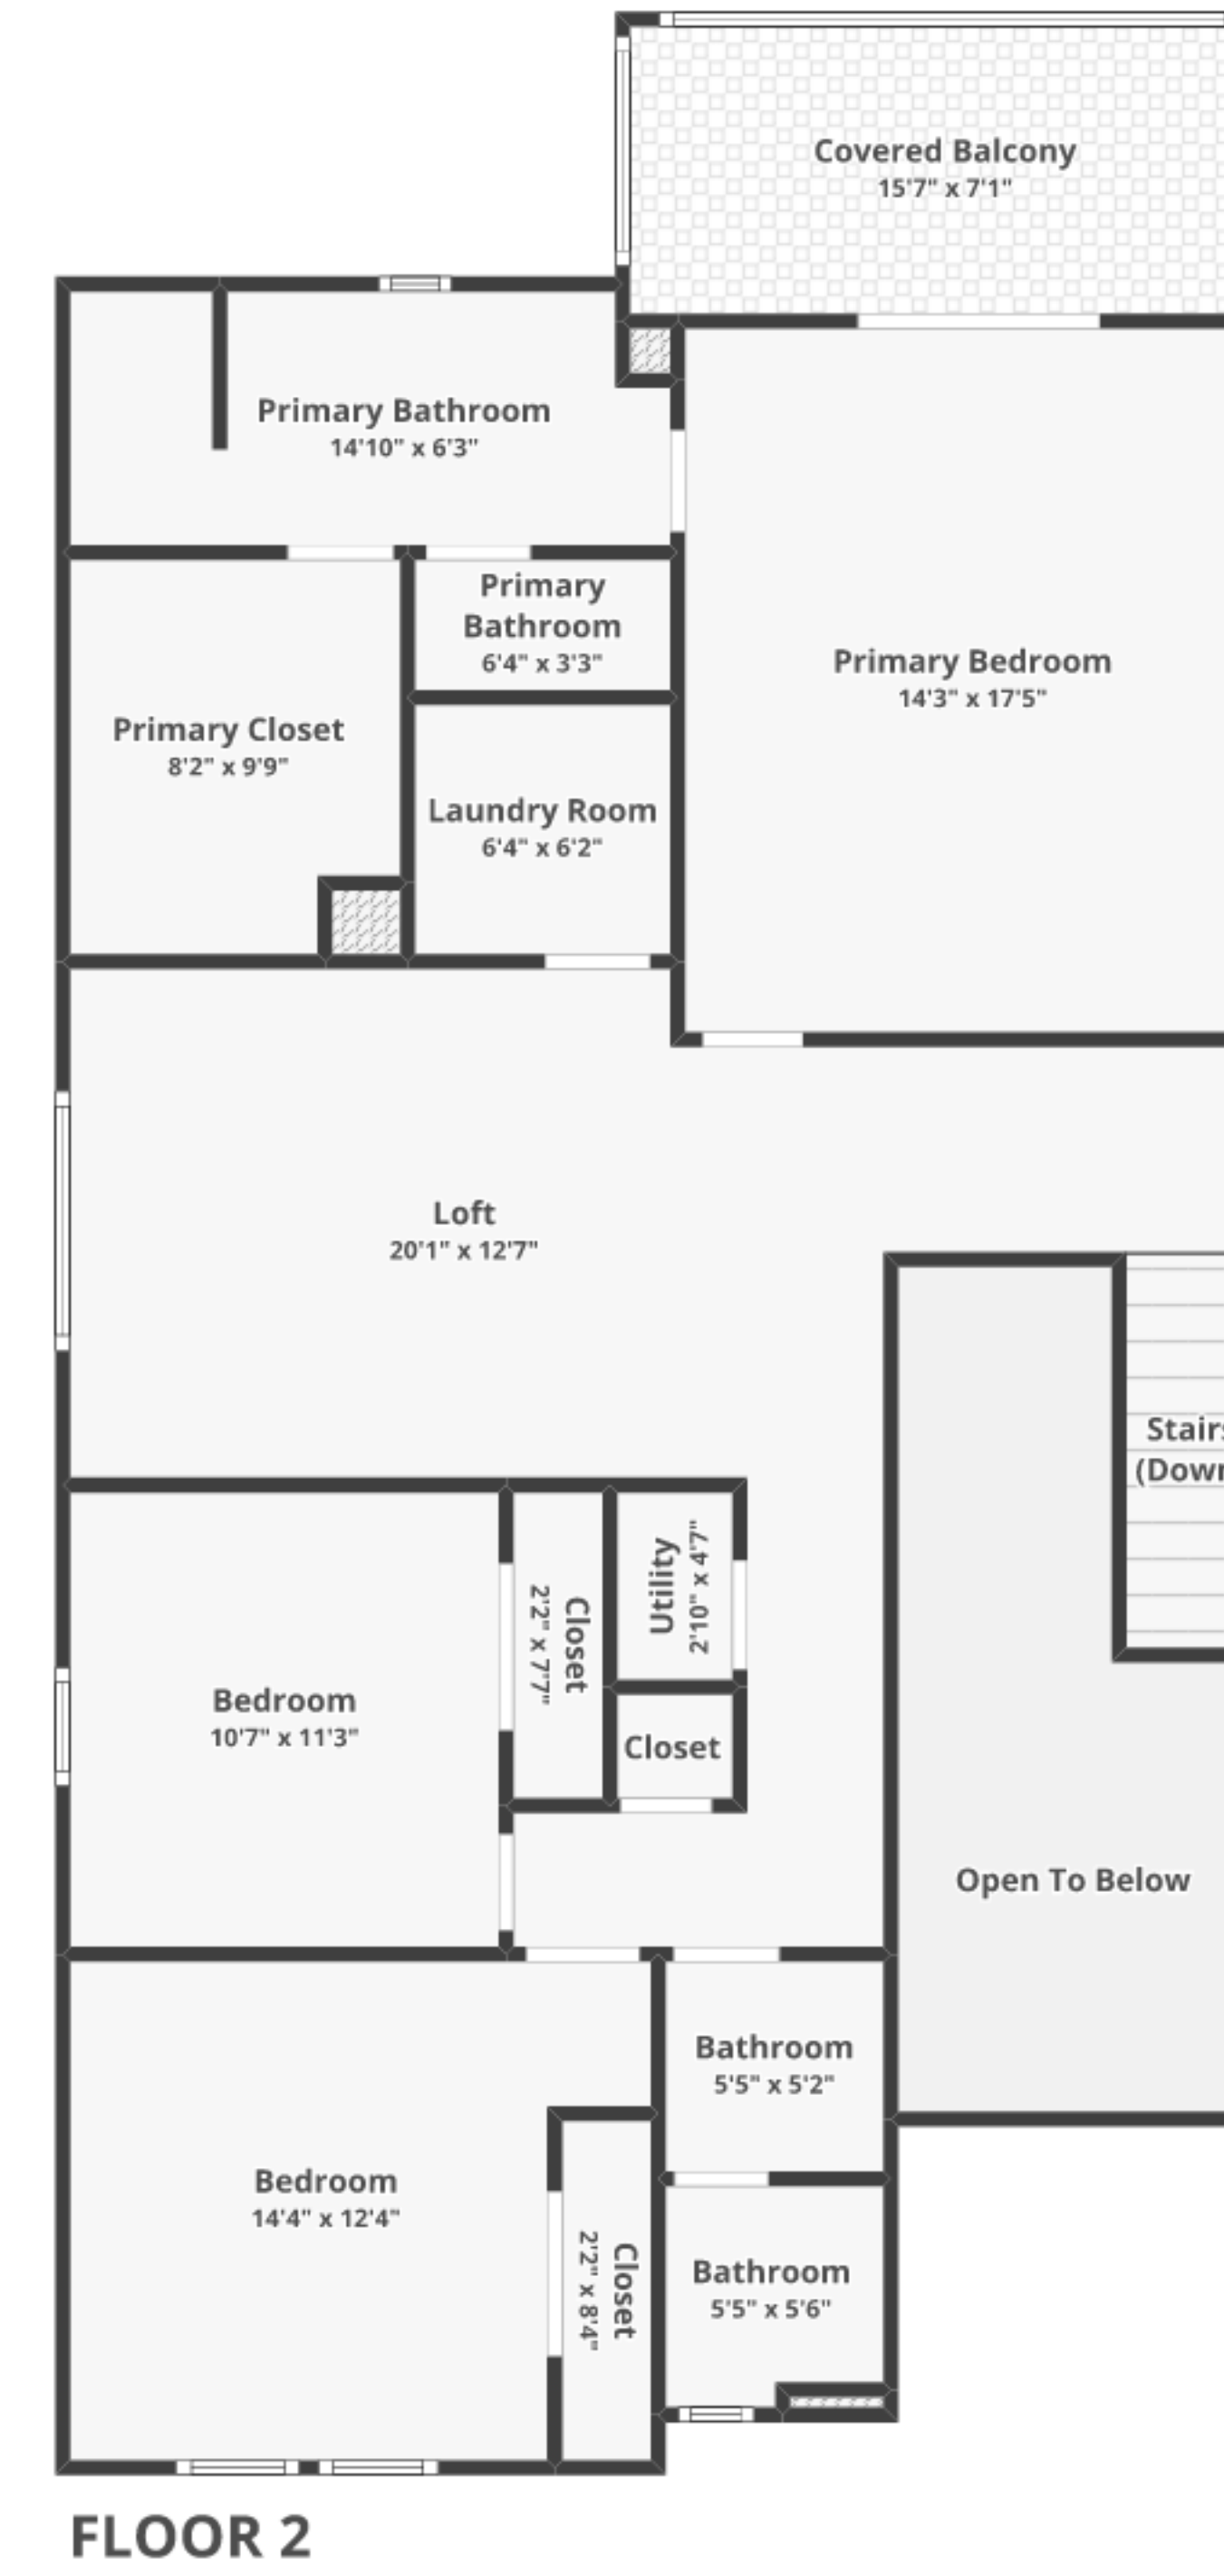 Covered Balcony
15'7" x 7'1"
Primary Bathroom
14'10" x 6'3"
Primary
Bathroom
6'4" x 3'3"
Primary Bedroom
14'3" x 17'5"
Primary Closet
8'2" x 9'9"
Laundry Room
6'4" x 6'2"
Loft
20'1" x 12'7"
Stairs
(Down
Utility
2'10" x 4'7"
Closet
2'2" x 7'7"
Bedroom
10'7" x 11'3"
Closet
Open To Below
Bathroom
5'5" x 5'2"
Bedroom
14'4" x 12'4"
Closet
2'2" x 8'4"
Bathroom
5'5" x 5'6"
FLOOR 2